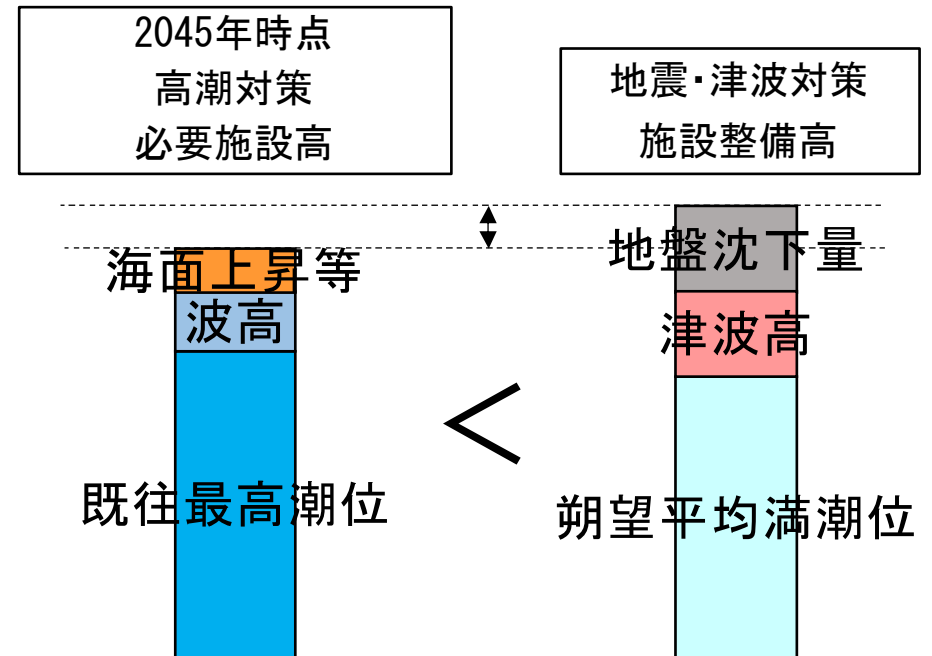 2045年時点
高潮対策
必要施設高
地震・津波対策
施設整備高
海面上昇等
波高
既往最高潮位
<
地盤沈下量
津波高
朔望平均満潮位